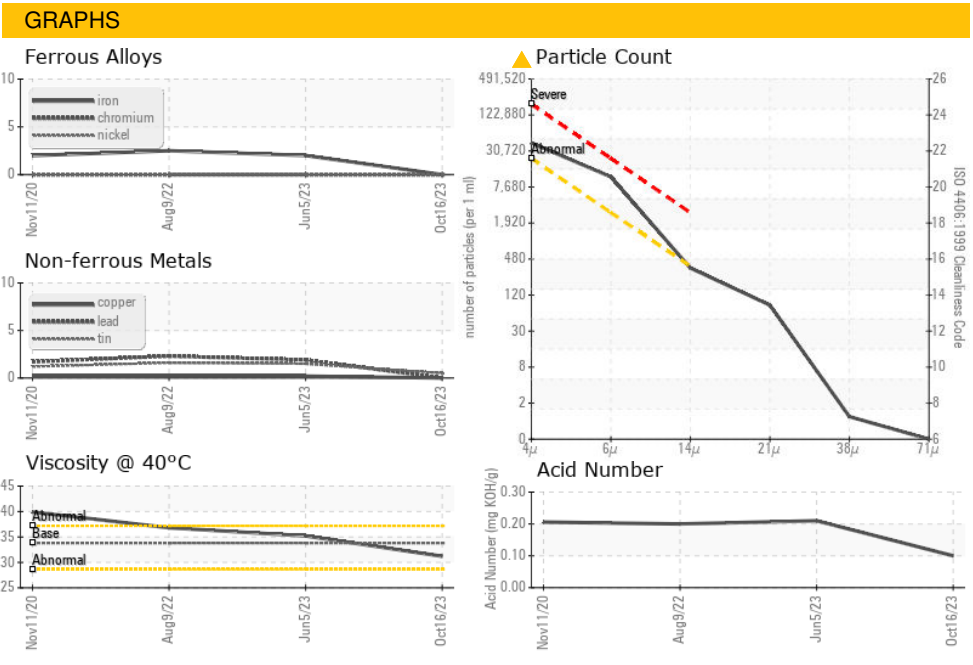 GRAPHS
Ferrous Alloys
10
5
0
iron
chromium
nickel
Nov11/20
Aug9/22
Jun5/23
Oct16/23
Non-ferrous Metals
10
5
0
copper
lead
tin
Nov11/20
Aug9/22
Jun5/23
Oct16/23
Viscosity @ 40°C
45
40
35
30
25
Abnormal
Base
Abnormal
Nov11/20
Aug9/22
Jun5/23
Oct16/23
Particle Count
number of particles (per 1 ml)
491,520
122,880
30,720
7,680
1,920
480
120
30
8
2
0
Severe
Abnormal
4µ
6µ
14µ
21µ
38µ
71µ
26
24
22
20
18
16
14
12
10
8
6
ISO 4406:1999 Cleanliness Code
Acid Number
Acid Number (mg KOH/g)
0.30
0.20
0.10
0.00
Nov11/20
Aug9/22
Jun5/23
Oct16/23